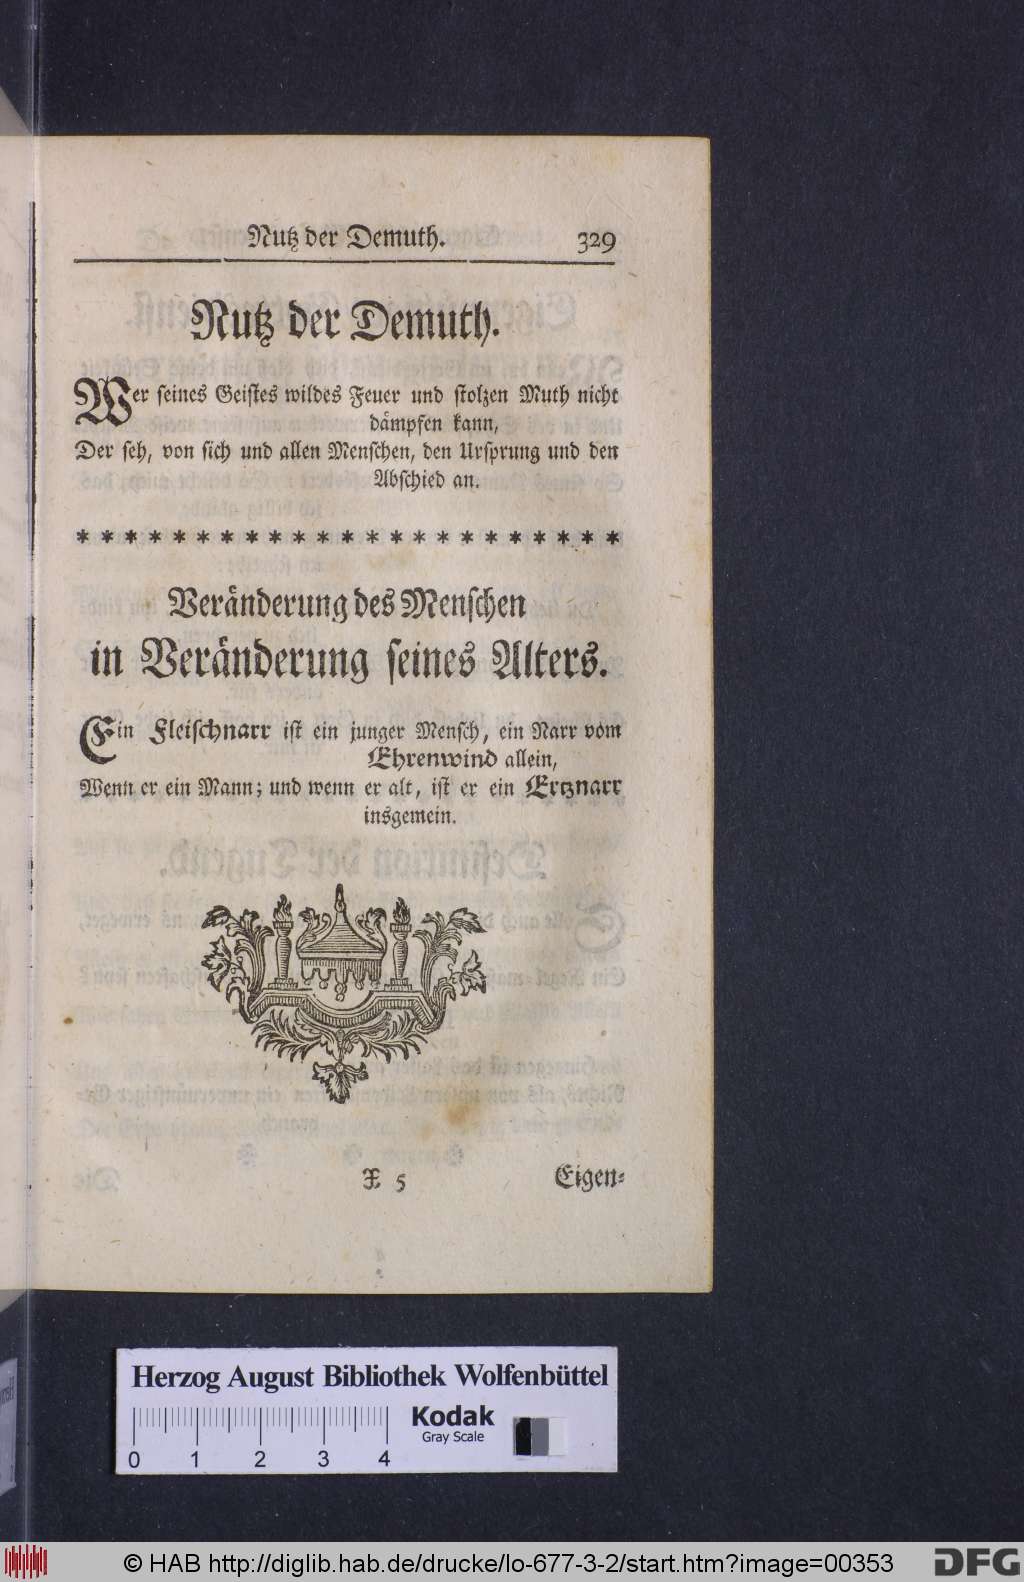 Nutz der Demuth. 329
Nutz der Demuth.
Wer seines Geistes wildes Feuer und stolzen Muth nicht
dämpfen kann,
Der seh, von sich und allen Menschen, den Ursprung und den
Abschied an.
* * * * * * * * * * * * * * * * * * * * * * *
Veränderung des Menschen
in Veränderung seines Alters.
Ein Fleischnarr ist ein junger Mensch, ein Narr vom
Ehrenwind allein,
Wenn er ein Mann; und wenn er alt, ist er ein Ertznarr
insgemein.
X 5 Eigen-
Herzog August Bibliothek Wolfenbüttel
Kodak
Gray Scale
0 1 2 3 4
© HAB http://diglib.hab.de/drucke/lo-677-3-2/start.htm?image=00353
DFG